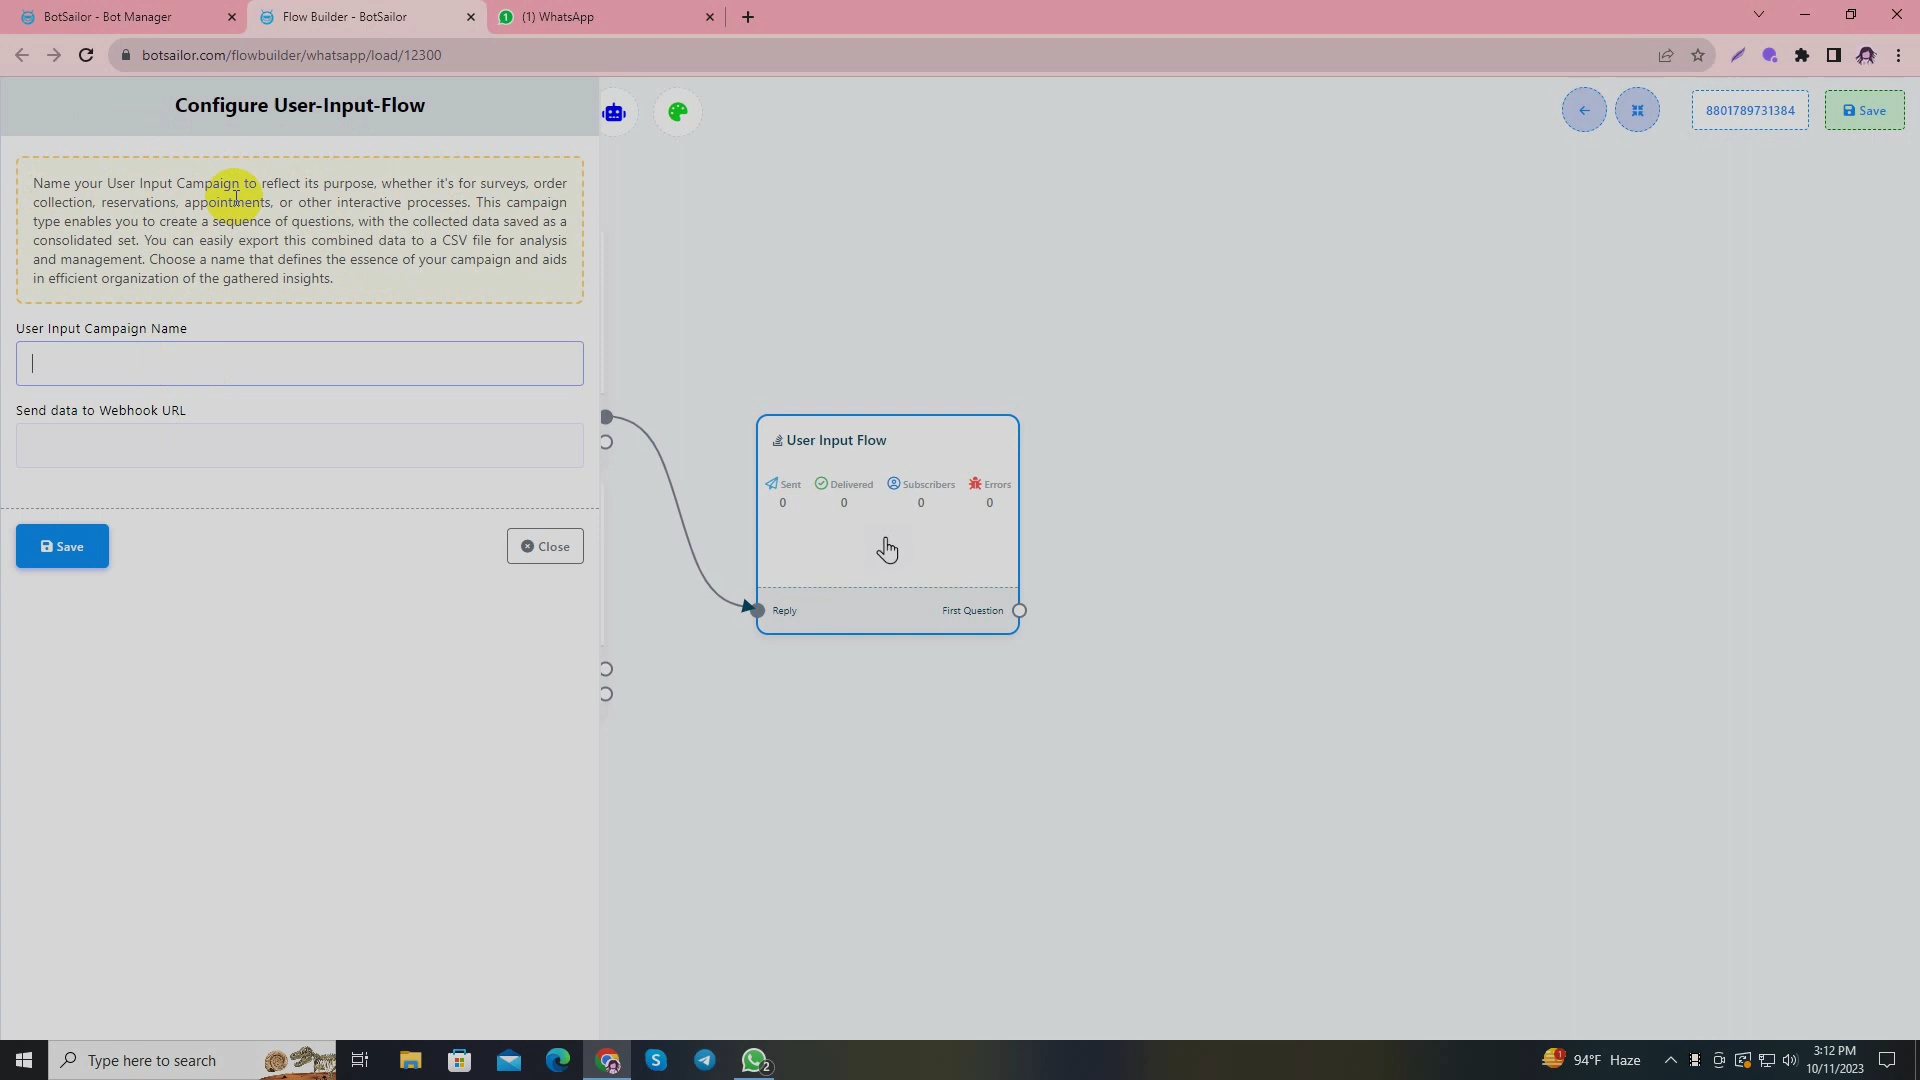 BotSailor - Bot Manager
Flow Builder - BotSailor
(1) WhatsApp
botsailor.com/flowbuilder/whatsapp/load/12300
Configure User-Input-Flow
8801789731384
Save
Name your User Input Campaign to reflect its purpose, whether it's for surveys, order
collection, reservations, appointments, or other interactive processes. This campaign
type enables you to create a sequence of questions, with the collected data saved as a
consolidated set. You can easily export this combined data to a CSV file for analysis
and management. Choose a name that defines the essence of your campaign and aids
in efficient organization of the gathered insights.
User Input Campaign Name
Send data to Webhook URL
Save
Close
User Input Flow
Sent Delivered Subscribers Errors
0 0 0 0
Reply First Question
Type here to search
2
94°F Haze
3:12 PM
10/11/2023